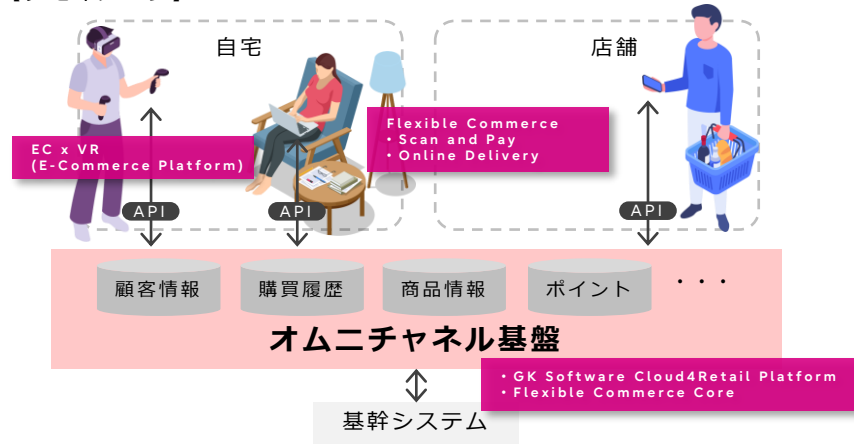 自宅
店舗
EC x VR
(E-Commerce Platform)
Flexible Commerce
・Scan and Pay
・Online Delivery
API
API
API
顧客情報
購買履歴
商品情報
ポイント
・・・
オムニチャネル基盤
・GK Software Cloud4Retail Platform
・Flexible Commerce Core
基幹システム